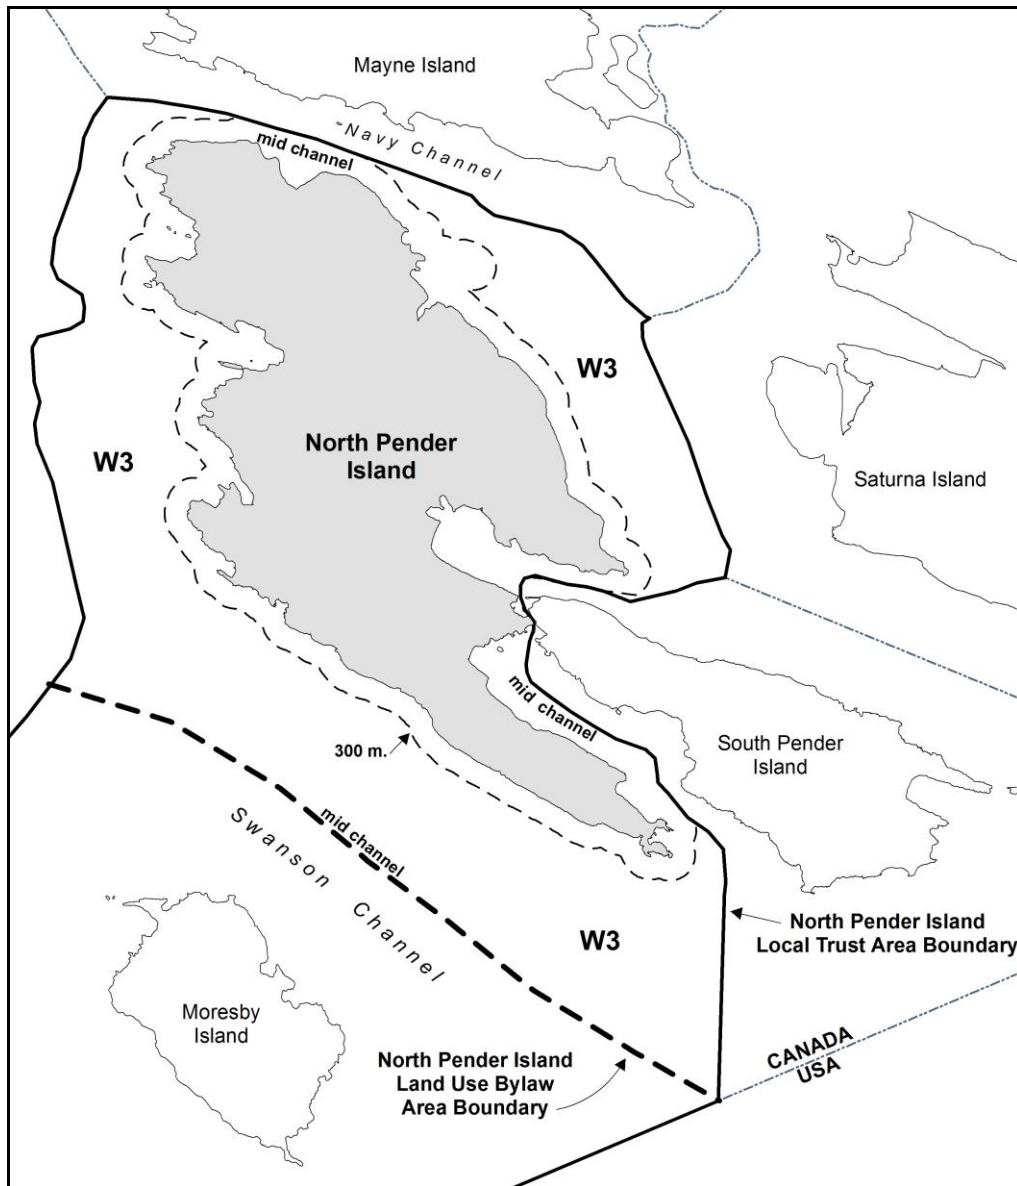 Mayne Island
Navy Channel
mid channel
W3
North Pender
Island
W3
Saturna Island
mid channel
South Pender
Island
300 m.
mid channel
Swanson Channel
W3
North Pender Island
Local Trust Area Boundary
Moresby
Island
CANADA
USA
North Pender Island
Land Use Bylaw
Area Boundary